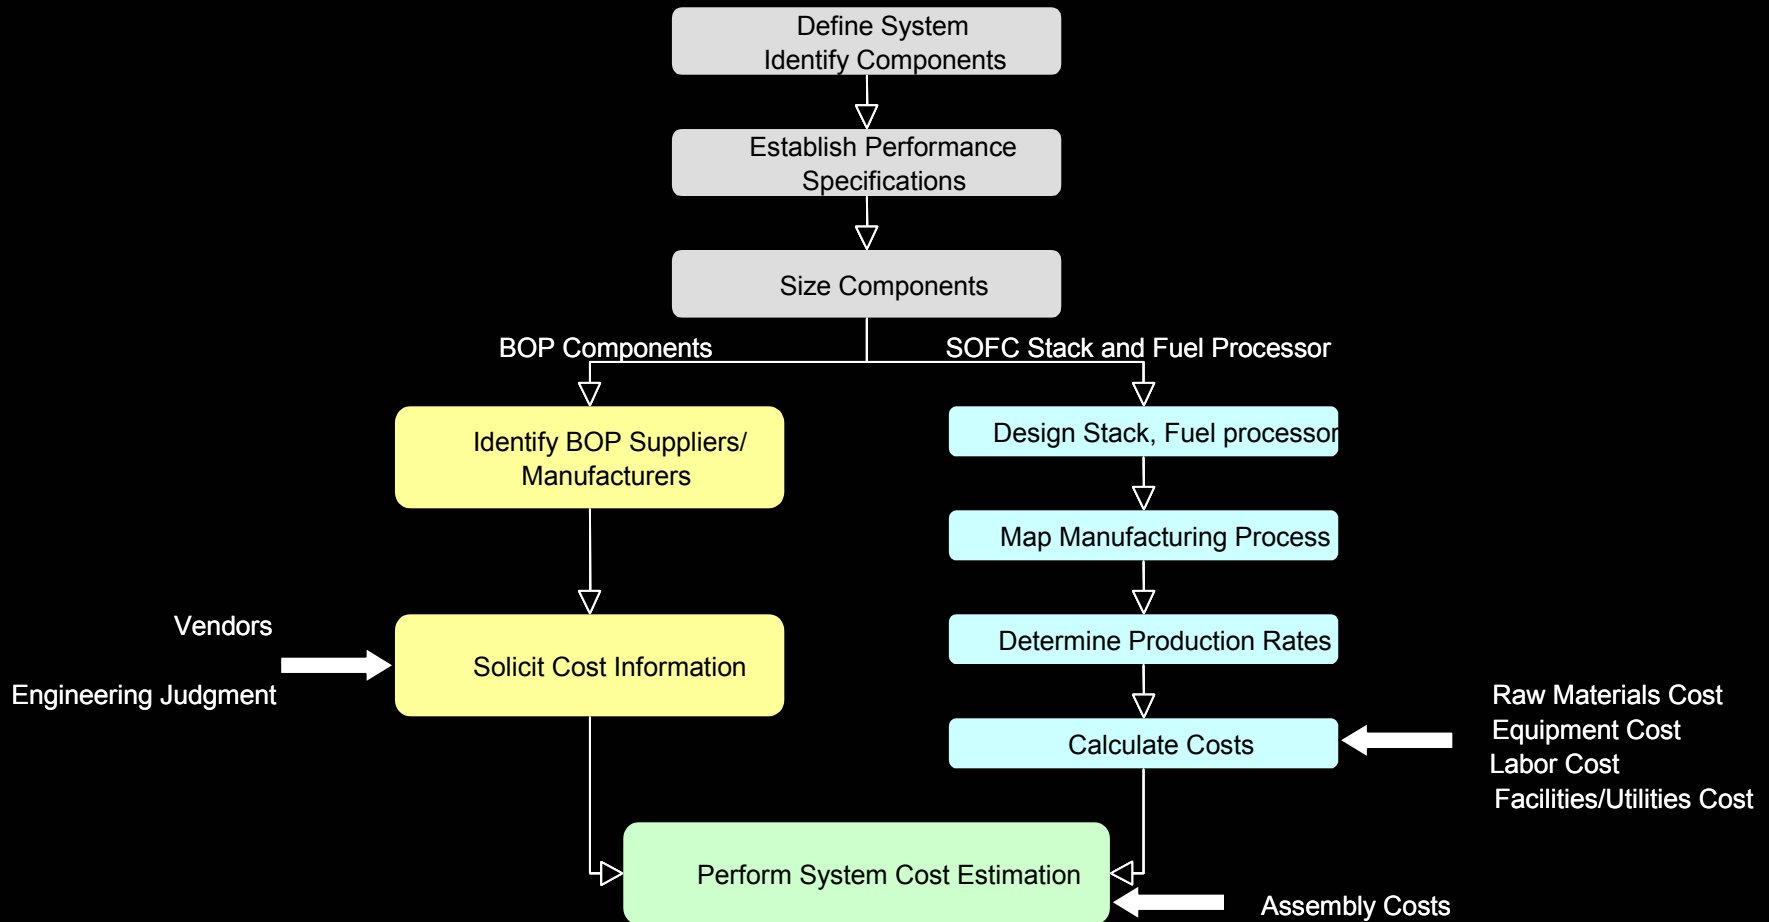 Define System
Identify Components
Establish Performance
Specifications
Size Components
BOP Components
SOFC Stack and Fuel Processor
Identify BOP Suppliers/
Manufacturers
Design Stack, Fuel processor
Map Manufacturing Process
Vendors
Engineering Judgment
Solicit Cost Information
Determine Production Rates
Calculate Costs
Raw Materials Cost
Equipment Cost
Labor Cost
Facilities/Utilities Cost
Perform System Cost Estimation
Assembly Costs